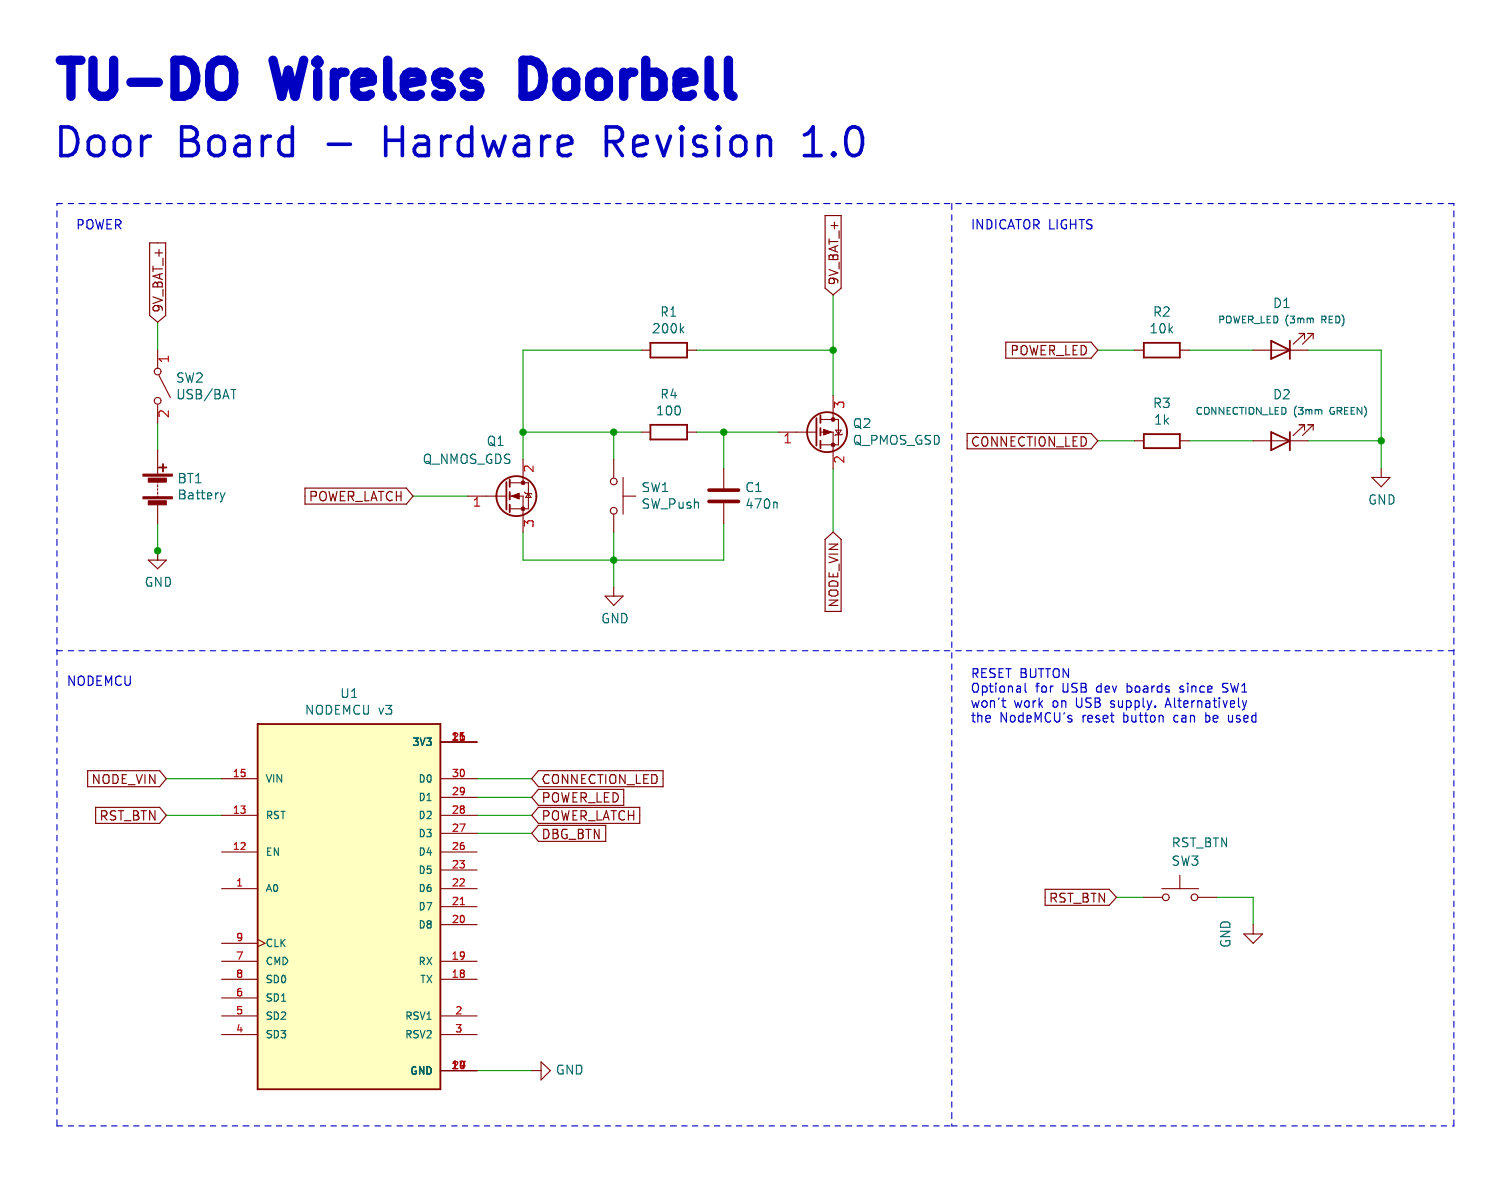 TU-DO Wireless Doorbell
Door Board - Hardware Revision 1.0
POWER
9V_BAT_+
1
SW2
USB/BAT
2
+
BT1
Battery
GND
POWER_LATCH
Q1
Q_NMOS_GDS
1
2
3
R1
200k
R4
100
SW1
SW_Push
C1
470n
GND
9V_BAT_+
3
Q2
Q_PMOS_GSD
1
2
NODE_VIN
INDICATOR LIGHTS
POWER_LED
R2
10k
D1
POWER_LED (3mm RED)
CONNECTION_LED
R3
1k
D2
CONNECTION_LED (3mm GREEN)
GND
NODEMCU
U1
NODEMCU v3
NODE_VIN
15
VIN
RST_BTN
13
RST
12
EN
1
A0
9
CLK
7
CMD
8
SD0
6
SD1
5
SD2
4
SD3
3V3
D0
30
CONNECTION_LED
D1
29
POWER_LED
D2
28
POWER_LATCH
D3
27
DBG_BTN
D4
26
D5
23
D6
22
D7
21
D8
20
RX
19
TX
18
RSV1
2
RSV2
3
GND
GND
RESET BUTTON
Optional for USB dev boards since SW1
won't work on USB supply. Alternatively
the NodeMCU's reset button can be used
RST_BTN
SW3
RST_BTN
GND